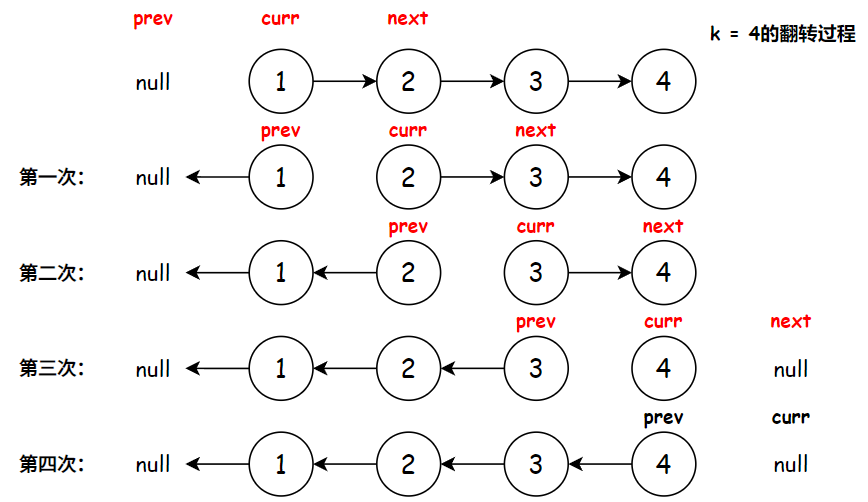 prev curr next
k = 4的翻转过程
null 1 2 3 4
prev curr next
第一次: null 1 2 3 4
prev curr next
第二次: null 1 2 3 4
prev curr next
第三次: null 1 2 3 4 null
prev curr
第四次: null 1 2 3 4 null